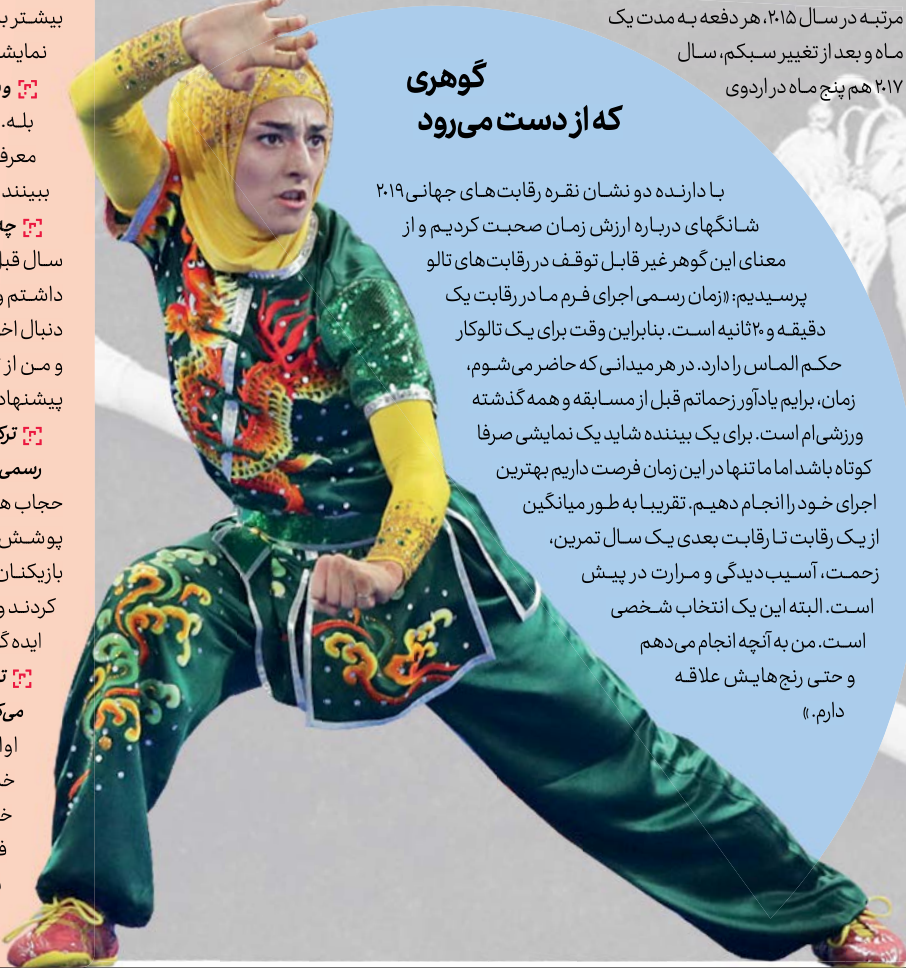 مرتبه در سال ۲۰۱۵، هر دفعه به مدت یک
ماه و بعد از تغییر سبکم، سال
۲۰۱۷ هم پنج ماه در اردوی
گوهری
که از دست می‌رود
با دارنده دو نشان نقره رقابت‌های جهانی ۲۰۱۹
شانگهای درباره ارزش زمان صحبت کردیم و از
معنای این گوهر غیر قابل توقف در رقابت‌های تالو
پرسیدیم: «زمان رسمی اجرای فرم ما در رقابت یک
دقیقه و ۲۰ ثانیه است. بنابراین وقت برای یک تالوکار
حکم الماس را دارد. در هر میدانی که حاضر می‌شوم،
زمان، برایم یادآور زحماتم قبل از مسابقه و همه گذشته
ورزشی‌ام است. برای یک بیننده شاید یک نمایشی صرفا
کوتاه باشد اما ما تنها در این زمان فرصت داریم بهترین
اجرای خود را انجام دهیم. تقریبا به طور میانگین
از یک رقابت تا رقابت بعدی یک سال تمرین،
زحمت، آسیب‌دیدگی و مرارت در پیش
است. البته این یک انتخاب شخصی
است. من به آنچه انجام می‌دهم
و حتی رنج‌هایش علاقه
دارم.»
بیشتر
نمایش
بله.
معرف
ببینند
چه
سال قبل
داشتم و
دنبال
و من از
پیشنهاد
رسمی
حجاب
پوشش
بازیکنان
کردند و
ایده